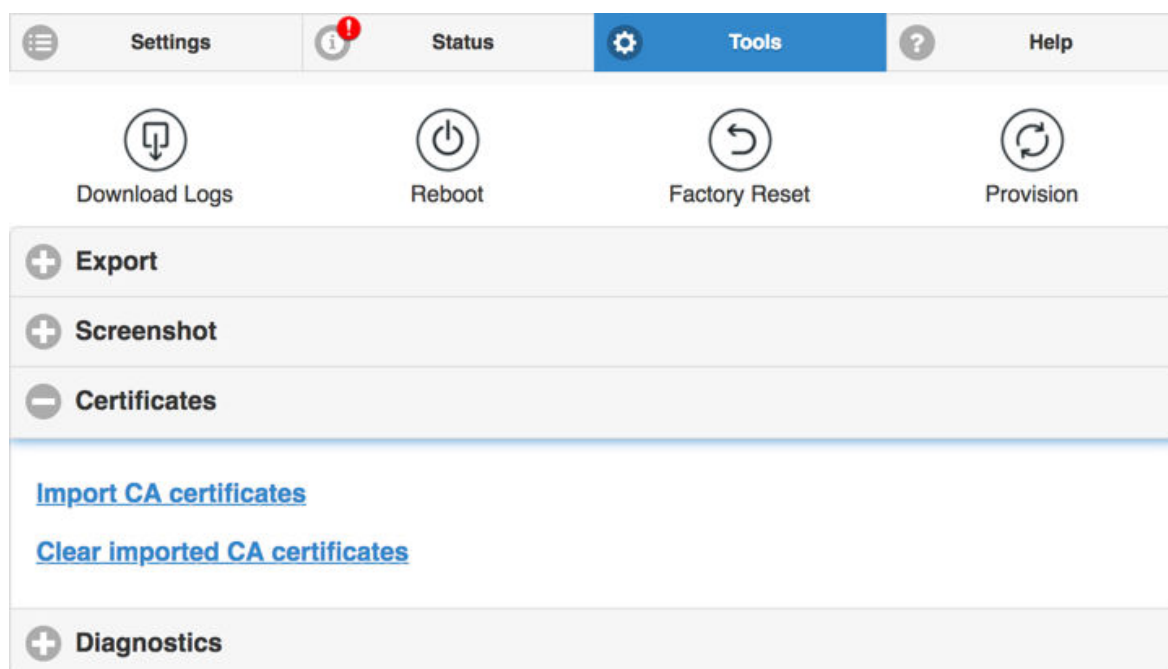 Settings
Status
Tools
Help
Download Logs
Reboot
Factory Reset
Provision
Export
Screenshot
Certificates
Import CA certificates
Clear imported CA certificates
Diagnostics